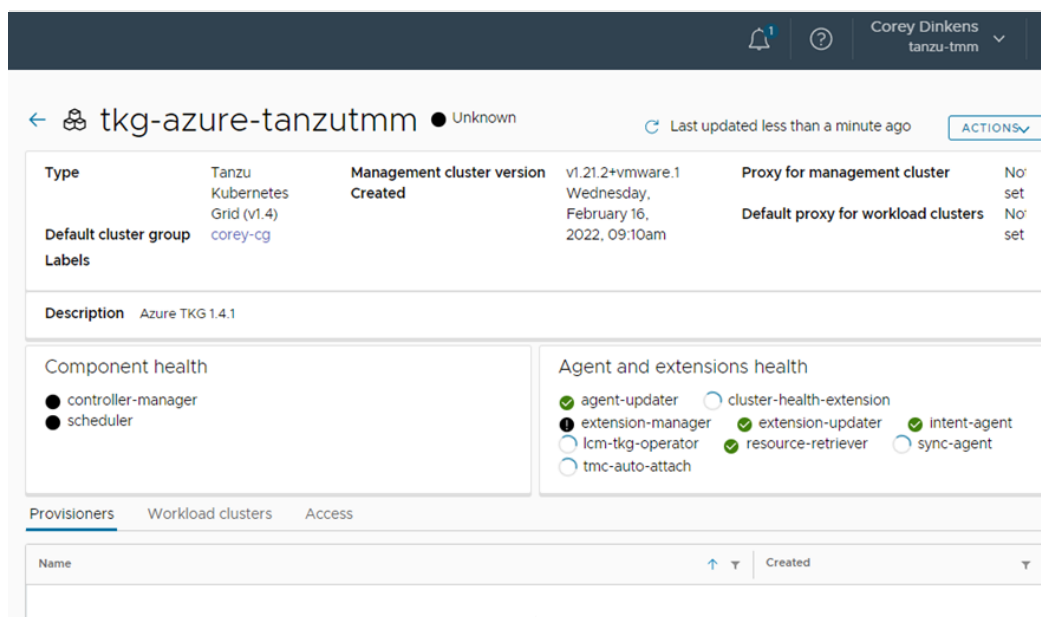 1
?
Corey Dinkens
tanzu-tmm
tkg-azure-tanzutmm Unknown
Last updated less than a minute ago
ACTIONS
Type
Tanzu
Kubernetes
Grid (v1.4)
Default cluster group
corey-cg
Labels
Management cluster version
v1.21.2+vmware.1
Created
Wednesday,
February 16,
2022, 09:10am
Proxy for management cluster
set
Default proxy for workload clusters
set
Description Azure TKG 1.4.1
Component health
controller-manager
scheduler
Agent and extensions health
agent-updater cluster-health-extension
extension-manager extension-updater intent-agent
lcm-tkg-operator resource-retriever sync-agent
tmc-auto-attach
Provisioners Workload clusters Access
Name Created